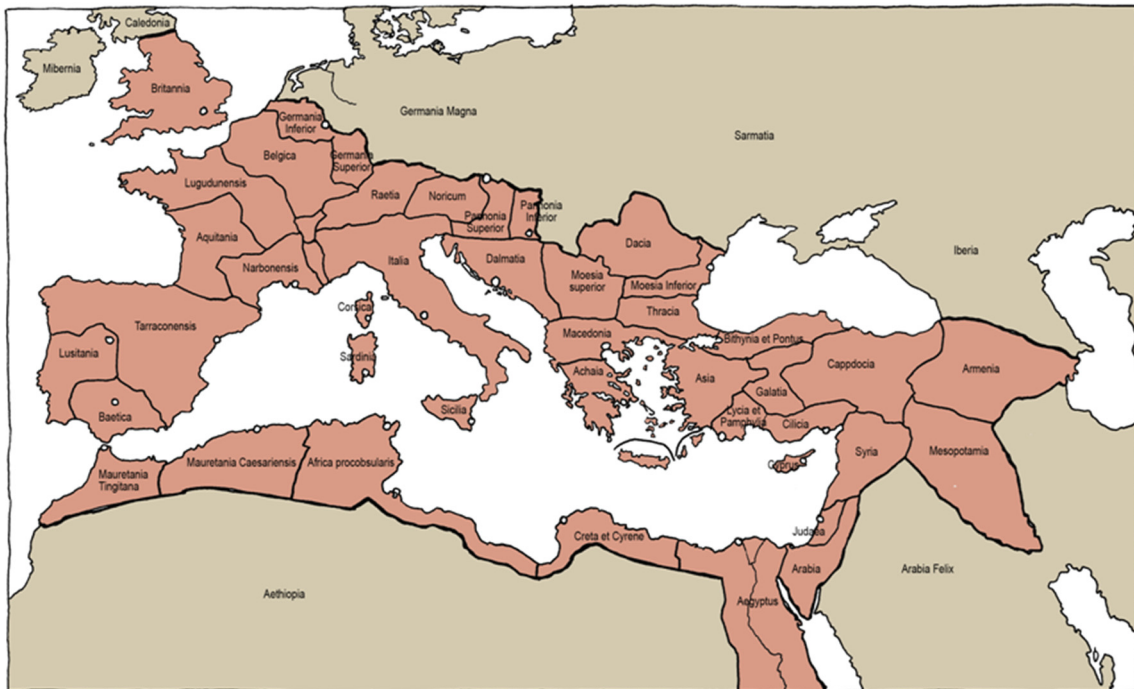 Caledonia
Mibernia
Britannia
Germania
Inferior
Germania Magna
Sarmatia
Belgica
Germania
Superior
Lugudunensis
Raetia
Noricum
Pannonia
Superior
Pannonia
Inferior
Aquitania
Narbonensis
Italia
Dalmatia
Dacia
Iberia
Moesia
superior
Moesia Inferior
Thracia
Corsica
Tarraconensis
Lusitania
Sardinia
Macedonia
Bithynia et Pontus
Achaia
Asia
Galatia
Cappdocia
Armenia
Baetica
Sicilia
Lycia et
Pamphylia
Cilicia
Mauretania
Tingitana
Mauretania Caesariensis
Africa procobsularis
Cyprus
Syria
Mesopotamia
Creta et Cyrene
Judaea
Arabia
Arabia Felix
Aethiopia
Aegyptus